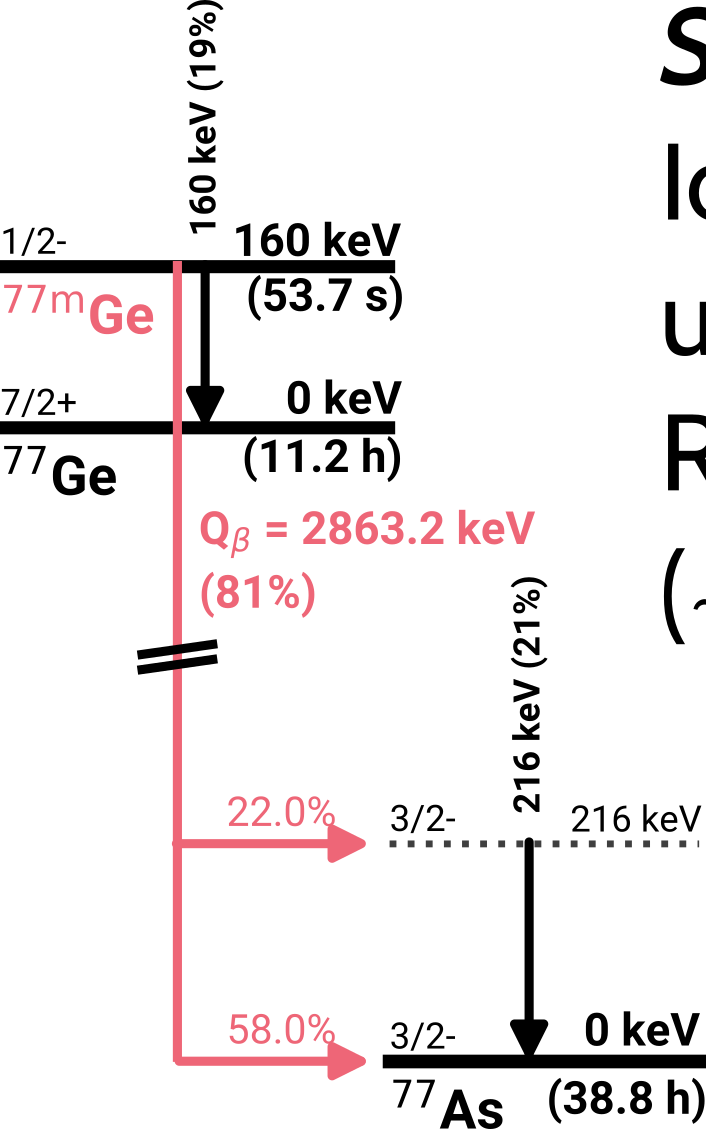 160 keV (19%)
1/2-
160 keV
(53.7 s)
77mGe
7/2+
0 keV
(11.2 h)
77Ge
Qβ = 2863.2 keV
(81%)
216 keV (21%)
22.0%
3/2-
216 keV
58.0%
3/2-
0 keV
77As
(38.8 h)